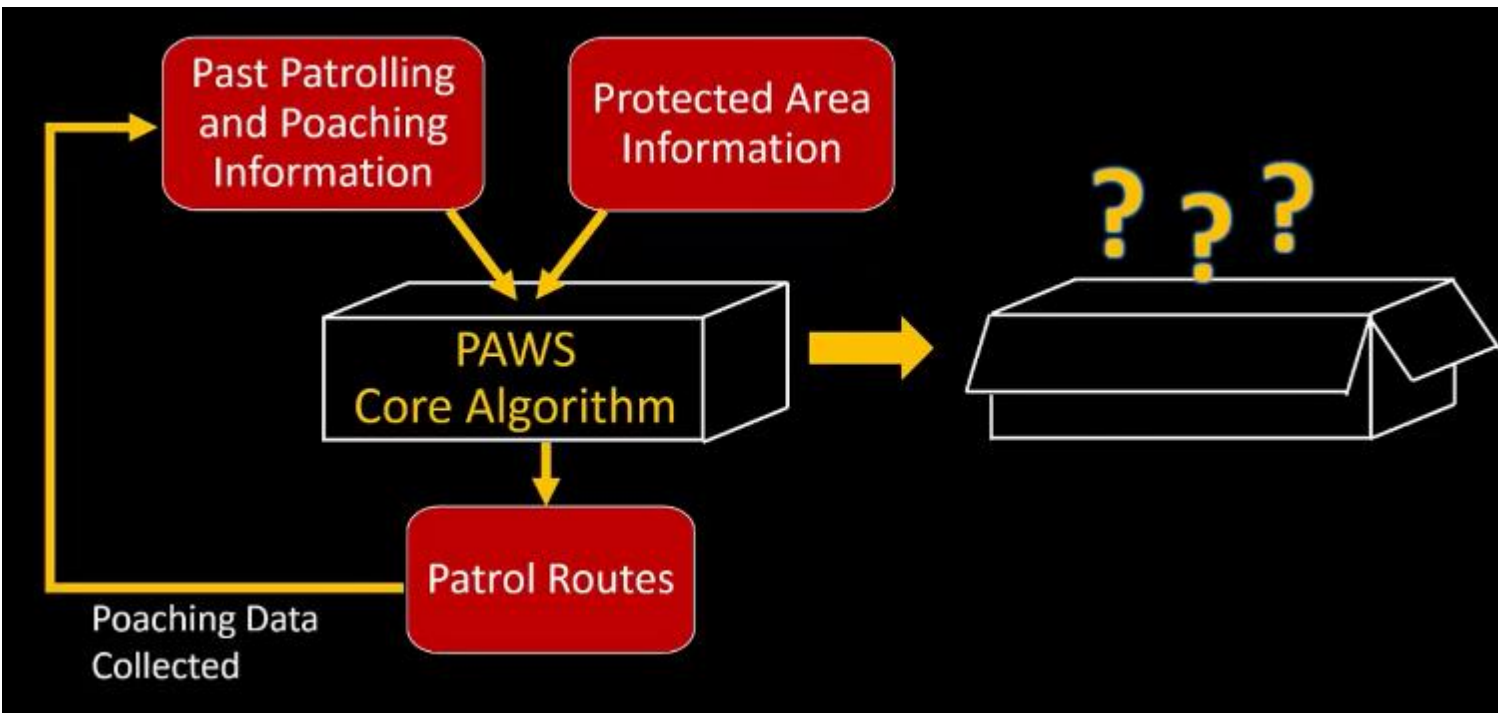 Past Patrolling
and Poaching
Information
Protected Area
Information
? ? ?
PAWS
Core Algorithm
Patrol Routes
Poaching Data
Collected